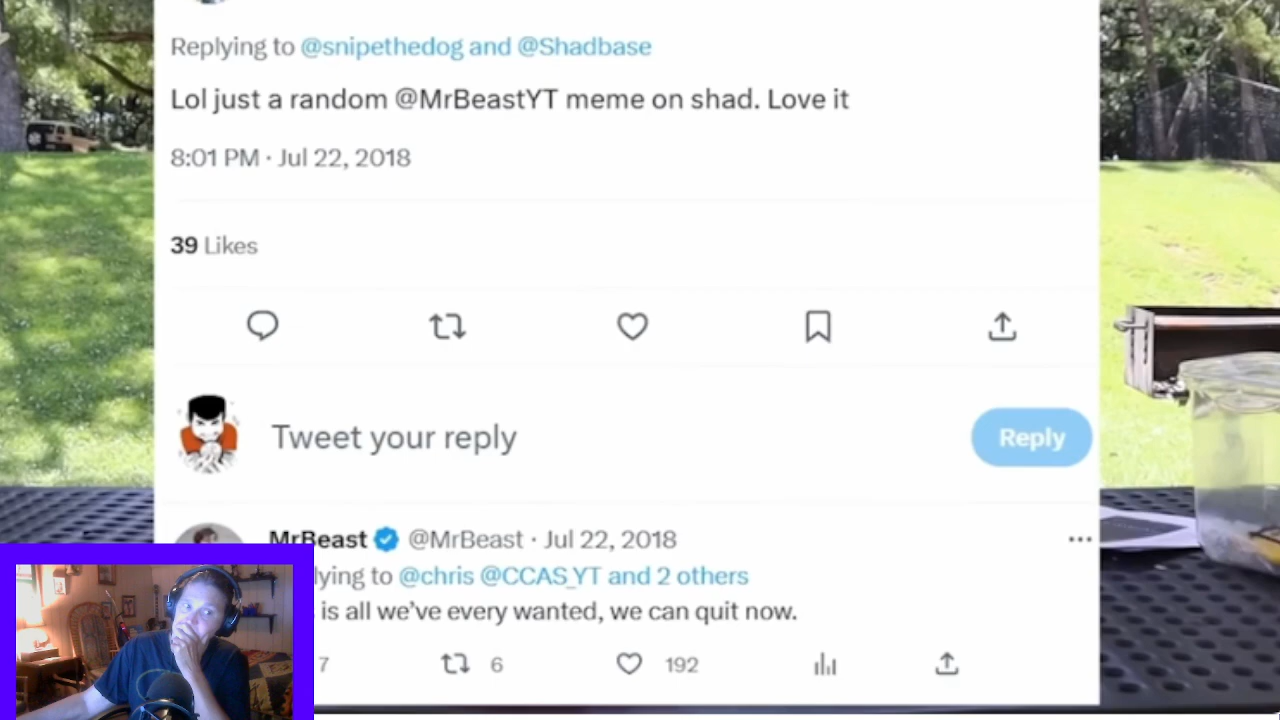 Replying to @snipethedog and @Shadbase
Lol just a random @MrBeastYT meme on shad. Love it
8:01 PM · Jul 22, 2018
39 Likes
Tweet your reply
Reply
MrBeast @MrBeast · Jul 22, 2018
lying to @chris @CCAS_YT and 2 others
is all we've every wanted, we can quit now.
7 6 192